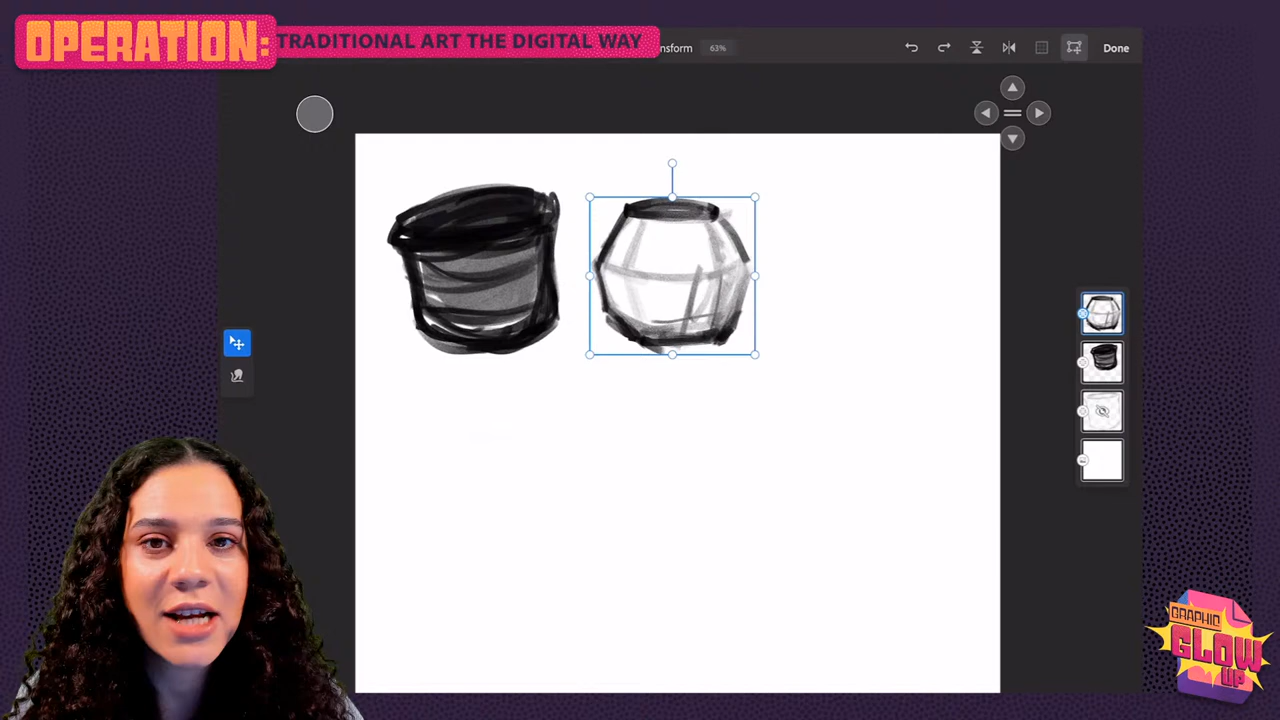 OPERATION: TRADITIONAL ART THE DIGITAL WAY
nsform 63% Done
GRAPHIC
GLOW
UP